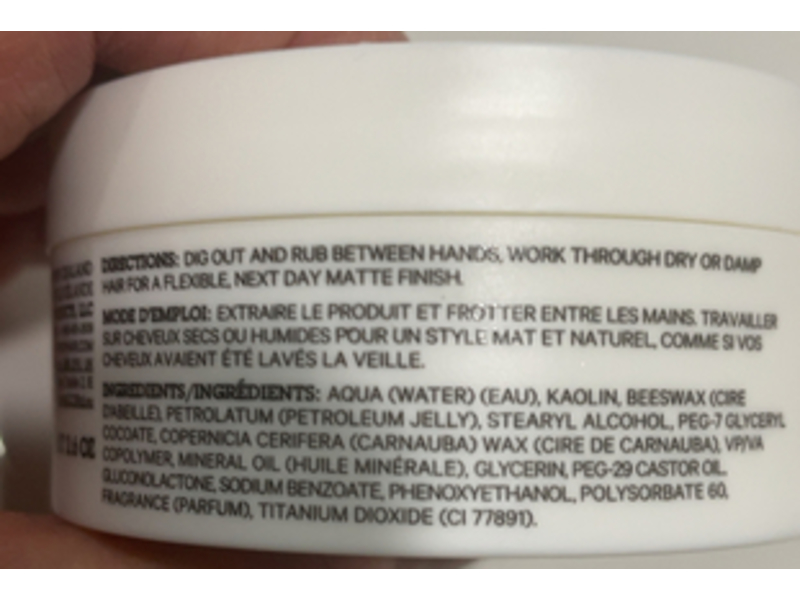 DIRECTIONS: DIG OUT AND RUB BETWEEN HANDS, WORK THROUGH DRY OR DAMP
HAIR FOR A FLEXIBLE, NEXT DAY MATTE FINISH.
MODE D'EMPLOI: EXTRAIRE LE PRODUIT ET FROTTER ENTRE LES MAINS. TRAVAILLER
SUR CHEVEUX SECS OU HUMIDES POUR UN STYLE MAT ET NATUREL, COMME SI VOS
CHEVEUX AVAIENT ÉTÉ LAVÉS LA VEILLE.
INGREDIENTS/INGRÉDIENTS: AQUA (WATER) (EAU), KAOLIN, BEESWAX (CIRE
D'ABEILLE), PETROLATUM (PETROLEUM JELLY), STEARYL ALCOHOL, PEG-7 GLYCERYL
COCOATE, COPERNICIA CERIFERA (CARNAUBA) WAX (CIRE DE CARNAUBA), VP/VA
COPOLYMER, MINERAL OIL (HUILE MINÉRALE), GLYCERIN, PEG-29 CASTOR OIL,
GLUCONOLACTONE, SODIUM BENZOATE, PHENOXYETHANOL, POLYSORBATE 60,
FRAGRANCE (PARFUM), TITANIUM DIOXIDE (CI 77891).
LLC
OZ